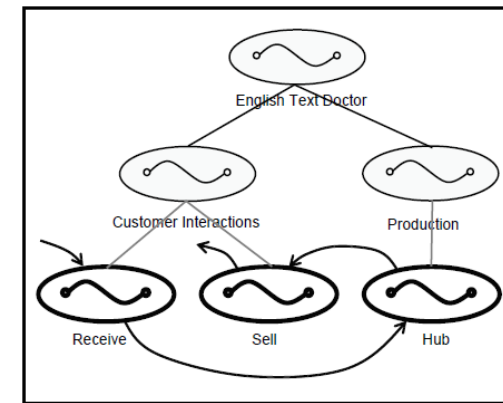 English Text Doctor
Customer Interactions
Production
Receive
Sell
Hub